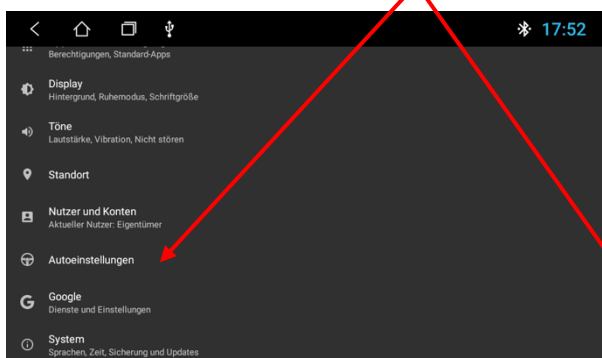 17:52
Berechtigungen, Standard-Apps
Display
Hintergrund, Ruhemodus, Schriftgröße
Töne
Lautstärke, Vibration, Nicht stören
Standort
Nutzer und Konten
Aktueller Nutzer: Eigentümer
Autoeinstellungen
Google
Dienste und Einstellungen
System
Sprachen, Zeit, Sicherung und Updates